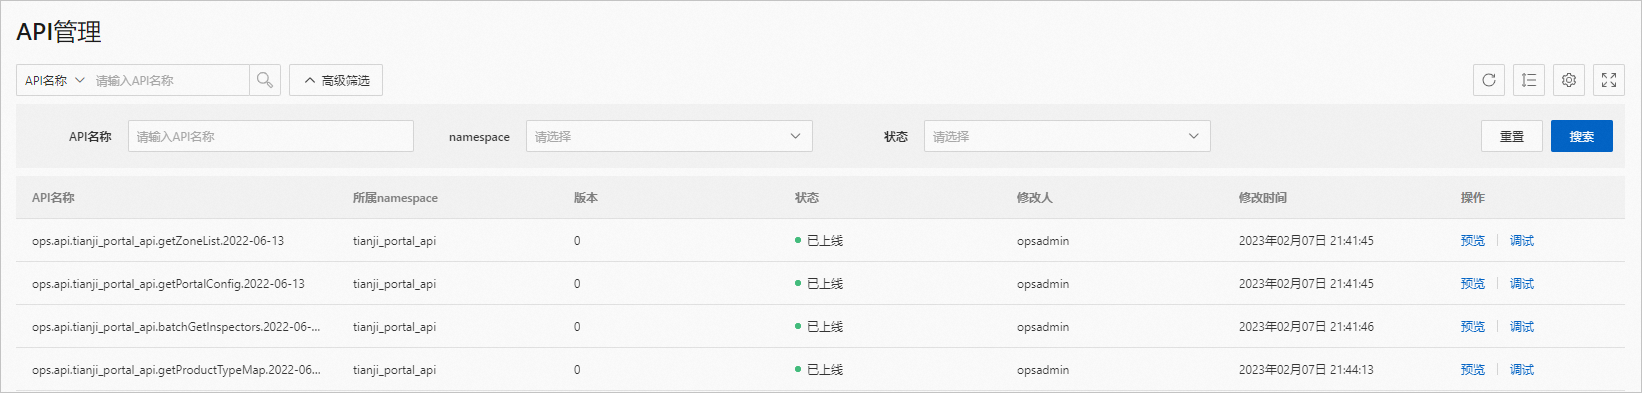 API管理
API名称 请输入API名称 高级筛选
API名称 请输入API名称 namespace 请选择 状态 请选择 重置 搜索
API名称 所属namespace 版本 状态 修改人 修改时间 操作
ops.api.tianji_portal_api.getZoneList.2022-06-13 tianji_portal_api 0 已上线 opsadmin 2023年02月07日 21:41:45 预览 调试
ops.api.tianji_portal_api.getPortalConfig.2022-06-13 tianji_portal_api 0 已上线 opsadmin 2023年02月07日 21:41:45 预览 调试
ops.api.tianji_portal_api.batchGetInspectors.2022-06-... tianji_portal_api 0 已上线 opsadmin 2023年02月07日 21:41:46 预览 调试
ops.api.tianji_portal_api.getProductTypeMap.2022-06... tianji_portal_api 0 已上线 opsadmin 2023年02月07日 21:44:13 预览 调试